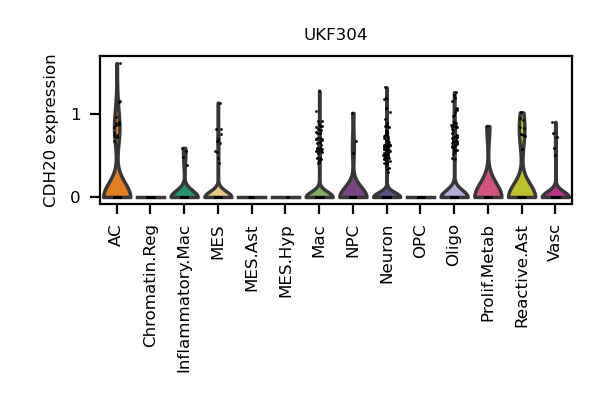 UKF304
CDH20 expression
1
0
AC
Chromatin.Reg
Inflammatory.Mac
MES
MES.Ast
MES.Hyp
Mac
NPC
Neuron
OPC
Oligo
Prolif.Metab
Reactive.Ast
Vasc